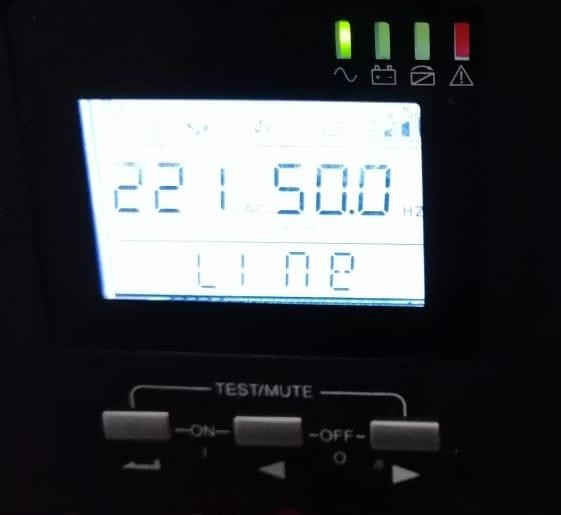 221 VAC 50.0 HZ
LINE
TEST/MUTE
ON OFF
I O